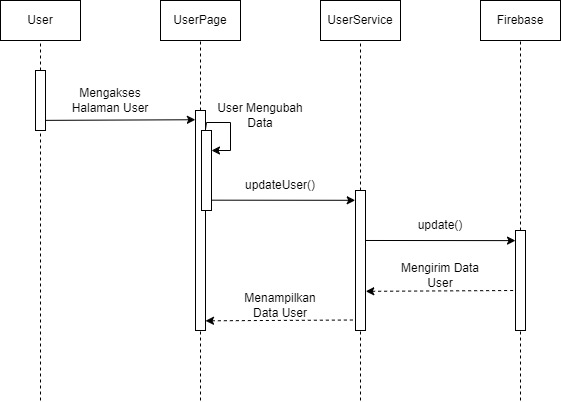 User
UserPage
UserService
Firebase
Mengakses
Halaman User
User Mengubah
Data
updateUser()
update()
Mengirim Data
User
Menampilkan
Data User